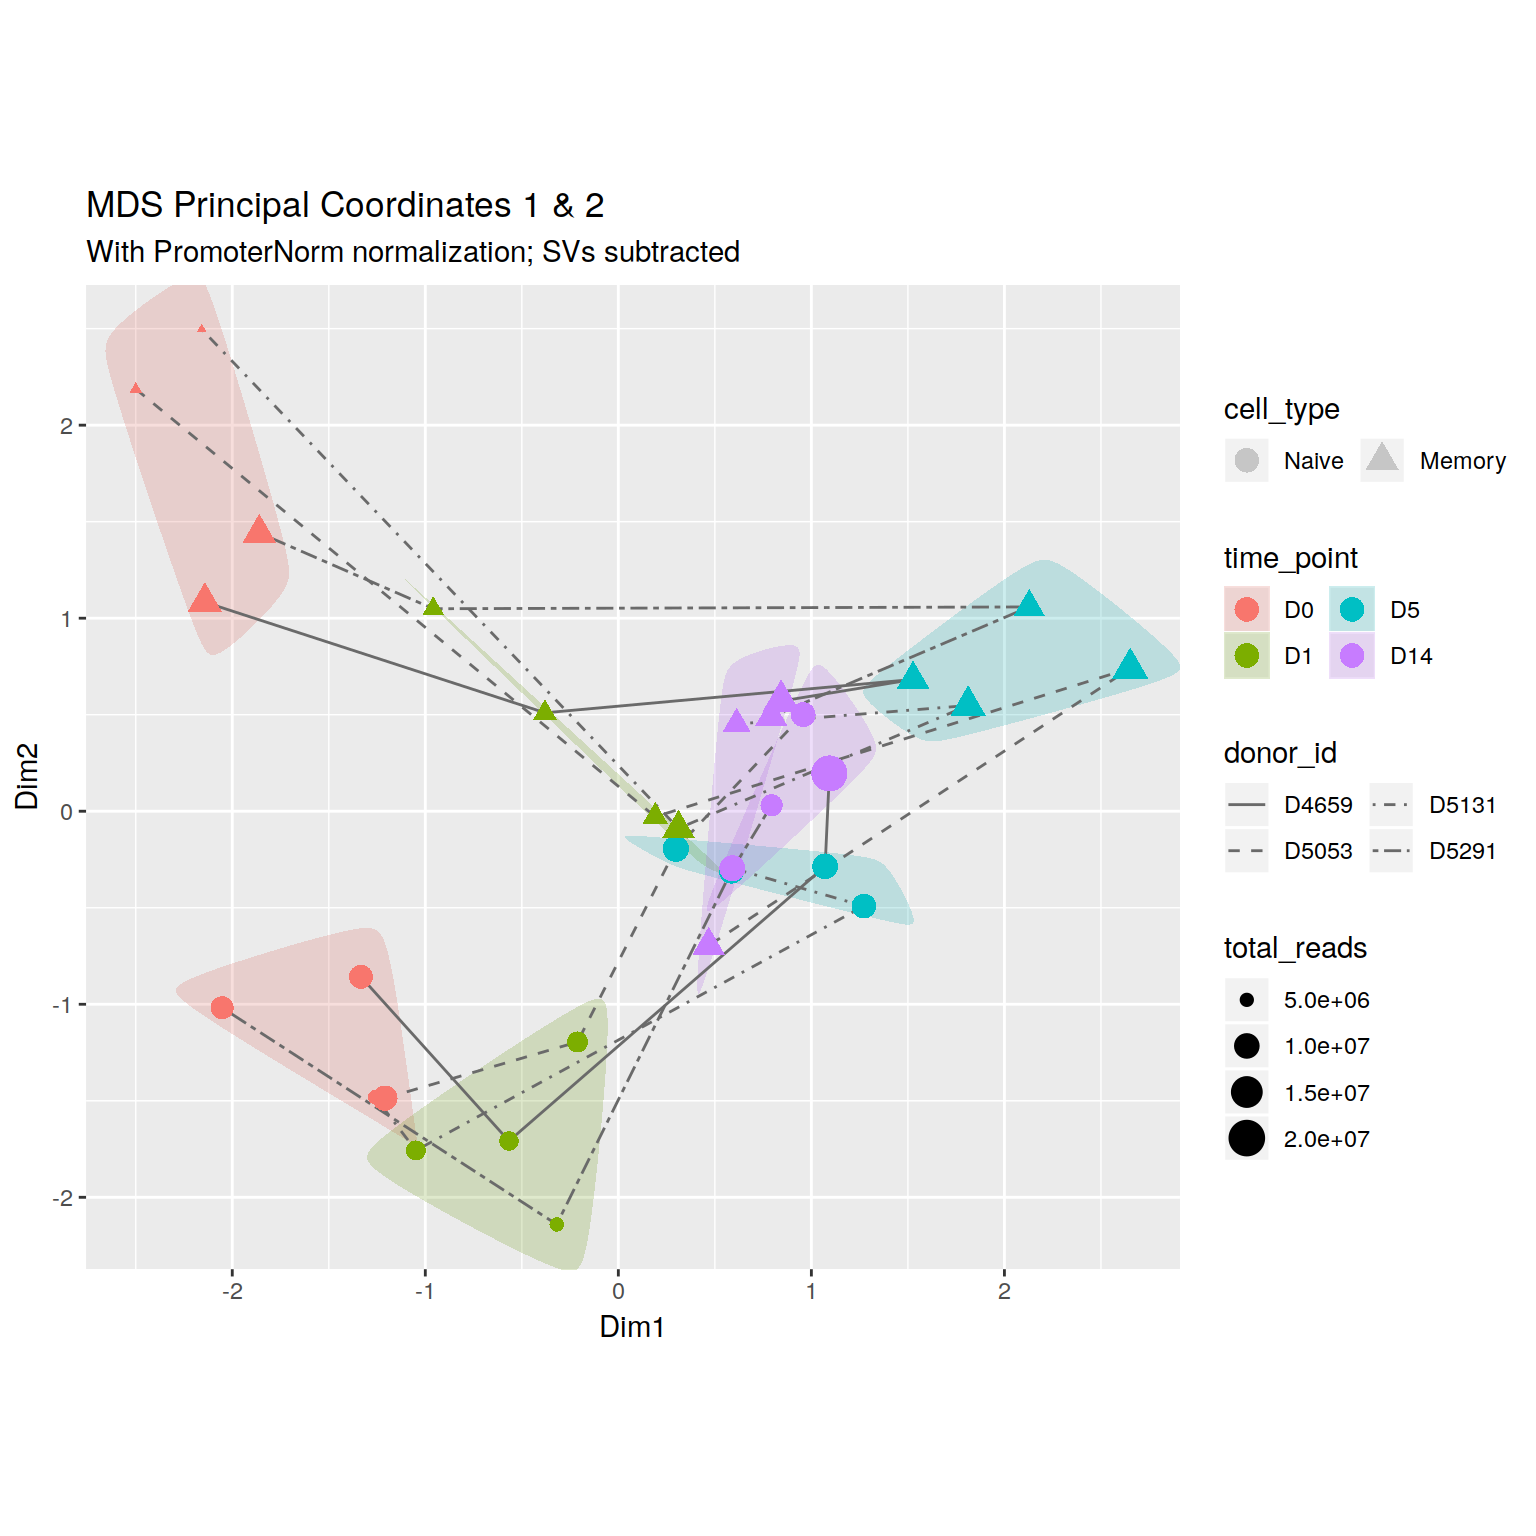 MDS Principal Coordinates 1 & 2
With PromoterNorm normalization; SVs subtracted
Dim2
2
1
0
-1
-2
-2
-1
0
1
2
Dim1
cell_type
Naive
Memory
time_point
D0
D5
D1
D14
donor_id
D4659
D5131
D5053
D5291
total_reads
5.0e+06
1.0e+07
1.5e+07
2.0e+07